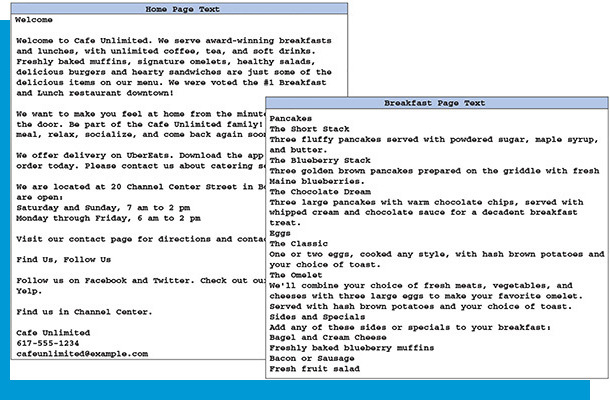 Home Page Text
Welcome
Welcome to Cafe Unlimited. We serve award-winning breakfasts
and lunches, with unlimited coffee, tea, and soft drinks.
Freshly baked muffins, signature omelets, healthy salads,
delicious burgers and hearty sandwiches are just some of the
delicious items on our menu. We were voted the #1 Breakfast
and Lunch restaurant downtown!
We want to make you feel at home from the minute
the door. Be part of the Cafe Unlimited family!
meal, relax, socialize, and come back again soon
We offer delivery on UberEats. Download the app
order today. Please contact us about catering
We are located at 20 Channel Center Street in
are open:
Saturday and Sunday, 7 am to 2 pm
Monday through Friday, 6 am to 2 pm
Visit our contact page for directions and
Find Us, Follow Us
Follow us on Facebook and Twitter. Check out
Yelp.
Find us in Channel Center.
Cafe Unlimited
617-555-1234
cafeunlimited@example.com
Breakfast Page Text
Pancakes
The Short Stack
Three fluffy pancakes served with powdered sugar, maple syrup,
and butter.
The Blueberry Stack
Three golden brown pancakes prepared on the griddle with fresh
Maine blueberries.
The Chocolate Dream
Three large pancakes with warm chocolate chips, served with
whipped cream and chocolate sauce for a decadent breakfast
treat.
Eggs
The Classic
One or two eggs, cooked any style, with hash brown potatoes and
your choice of toast.
The Omelet
We'll combine your choice of fresh meats, vegetables, and
cheeses with three large eggs to make your favorite omelet.
Served with hash brown potatoes and your choice of toast.
Sides and Specials
Add any of these sides or specials to your breakfast:
Bagel and Cream Cheese
Freshly baked blueberry muffins
Bacon or Sausage
Fresh fruit salad